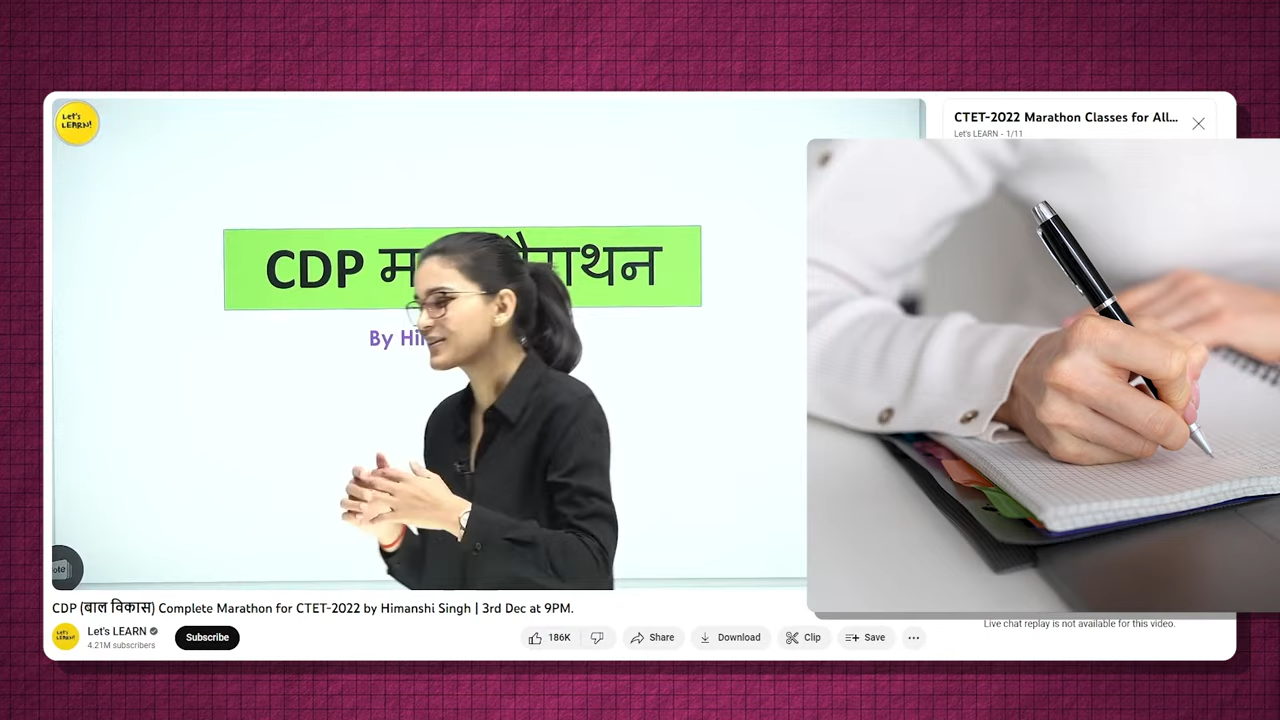 Let's
LEARN!
CDP
By
CDP (बाल विकास) Complete Marathon for CTET-2022 by Himanshi Singh | 3rd Dec at 9PM.
Let's
LEARN!
Let's LEARN
4.21M subscribers
Subscribe
186K
Share
Download
Clip
Save
CTET-2022 Marathon Classes for All...
Let's LEARN - 1/11
Live chat replay is not available for this video.